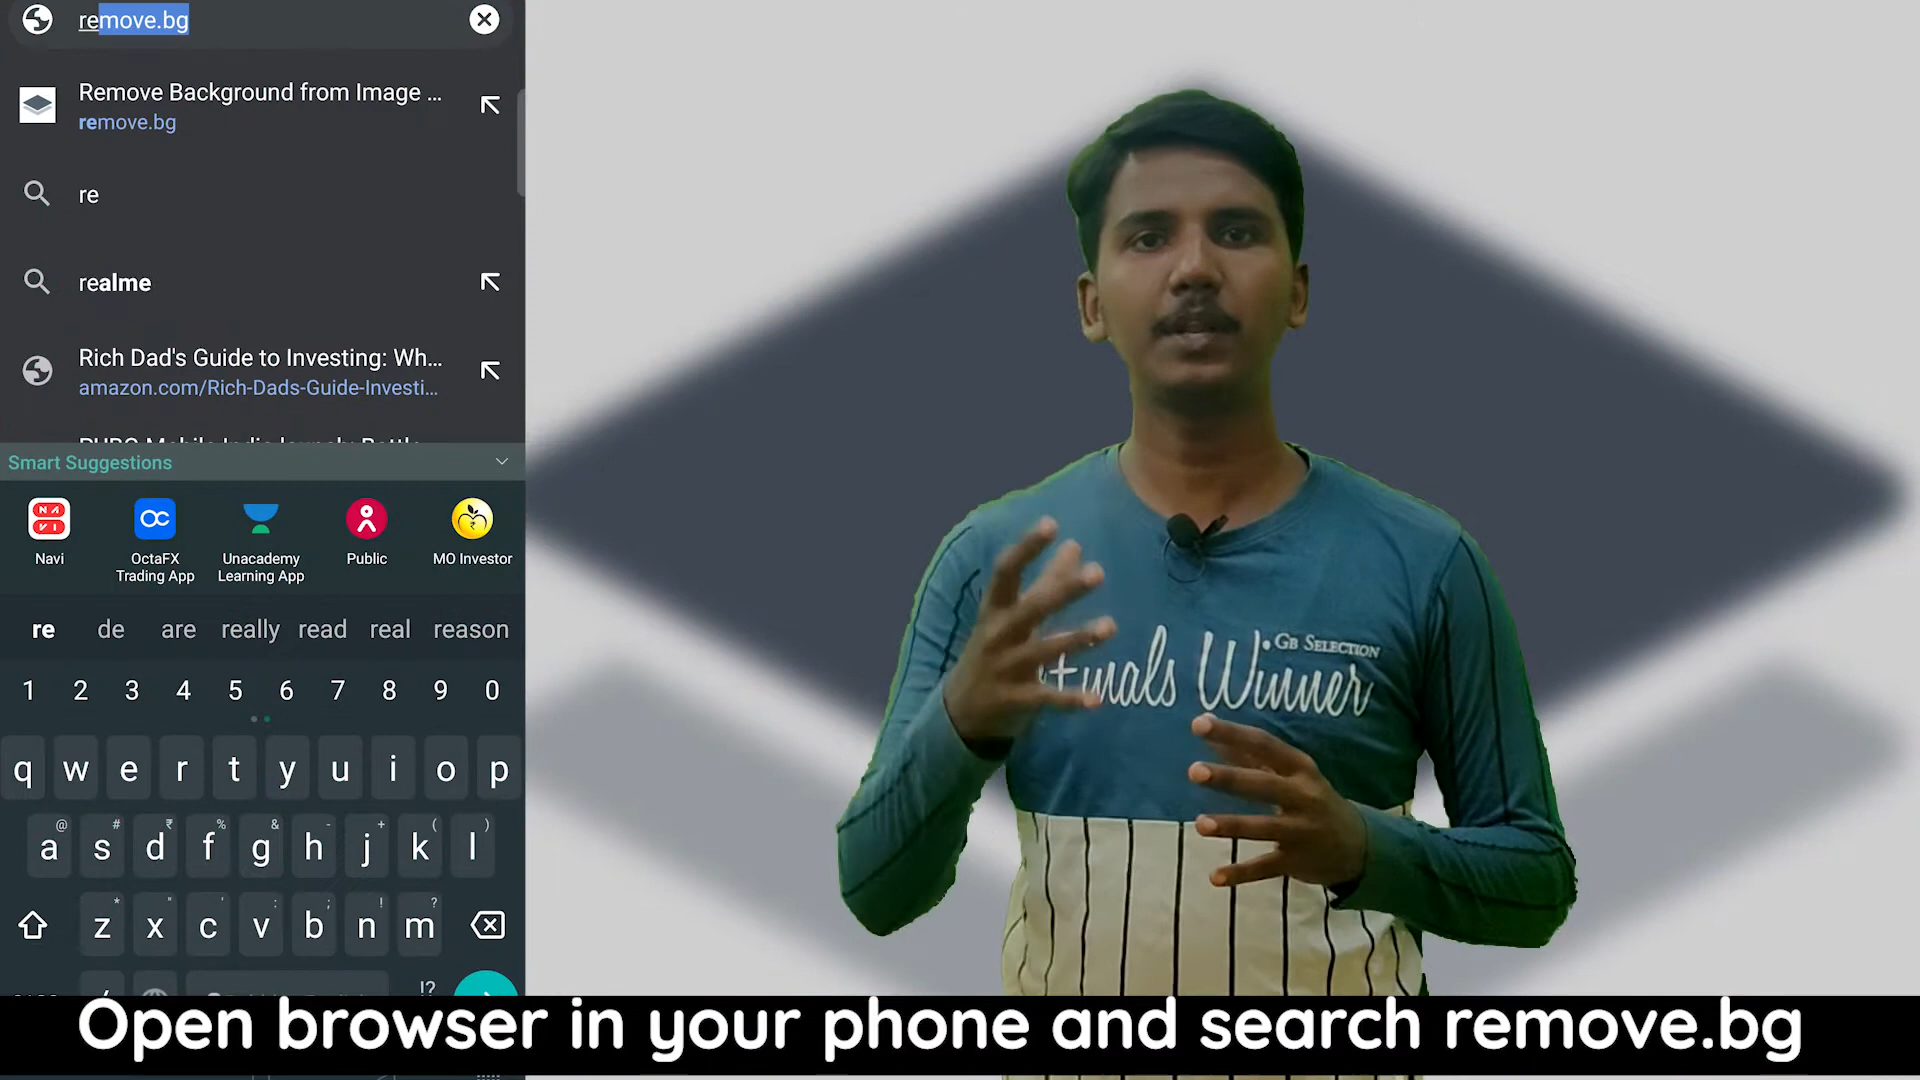 remove.bg
Remove Background from Image ...
remove.bg
re
realme
Rich Dad's Guide to Investing: Wh...
amazon.com/Rich-Dads-Guide-Investi...
Smart Suggestions
NAVI
OC
Navi
OctaFX
Trading App
Unacademy
Learning App
Public
MO Investor
re de are really read real reason
1 2 3 4 5 6 7 8 9 0
q w e r t y u i o p
@ # ₹ % & - + ( )
a s d f g h j k l
* " ' : ; ! ?
z x c v b n m
!?
GB SELECTION
Finals Winner
Open browser in your phone and search remove.bg